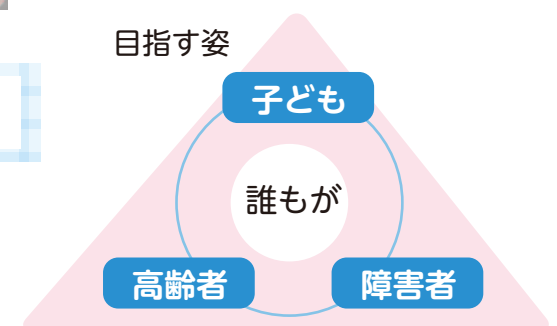 目指す姿
子ども
誰もが
高齢者
障害者